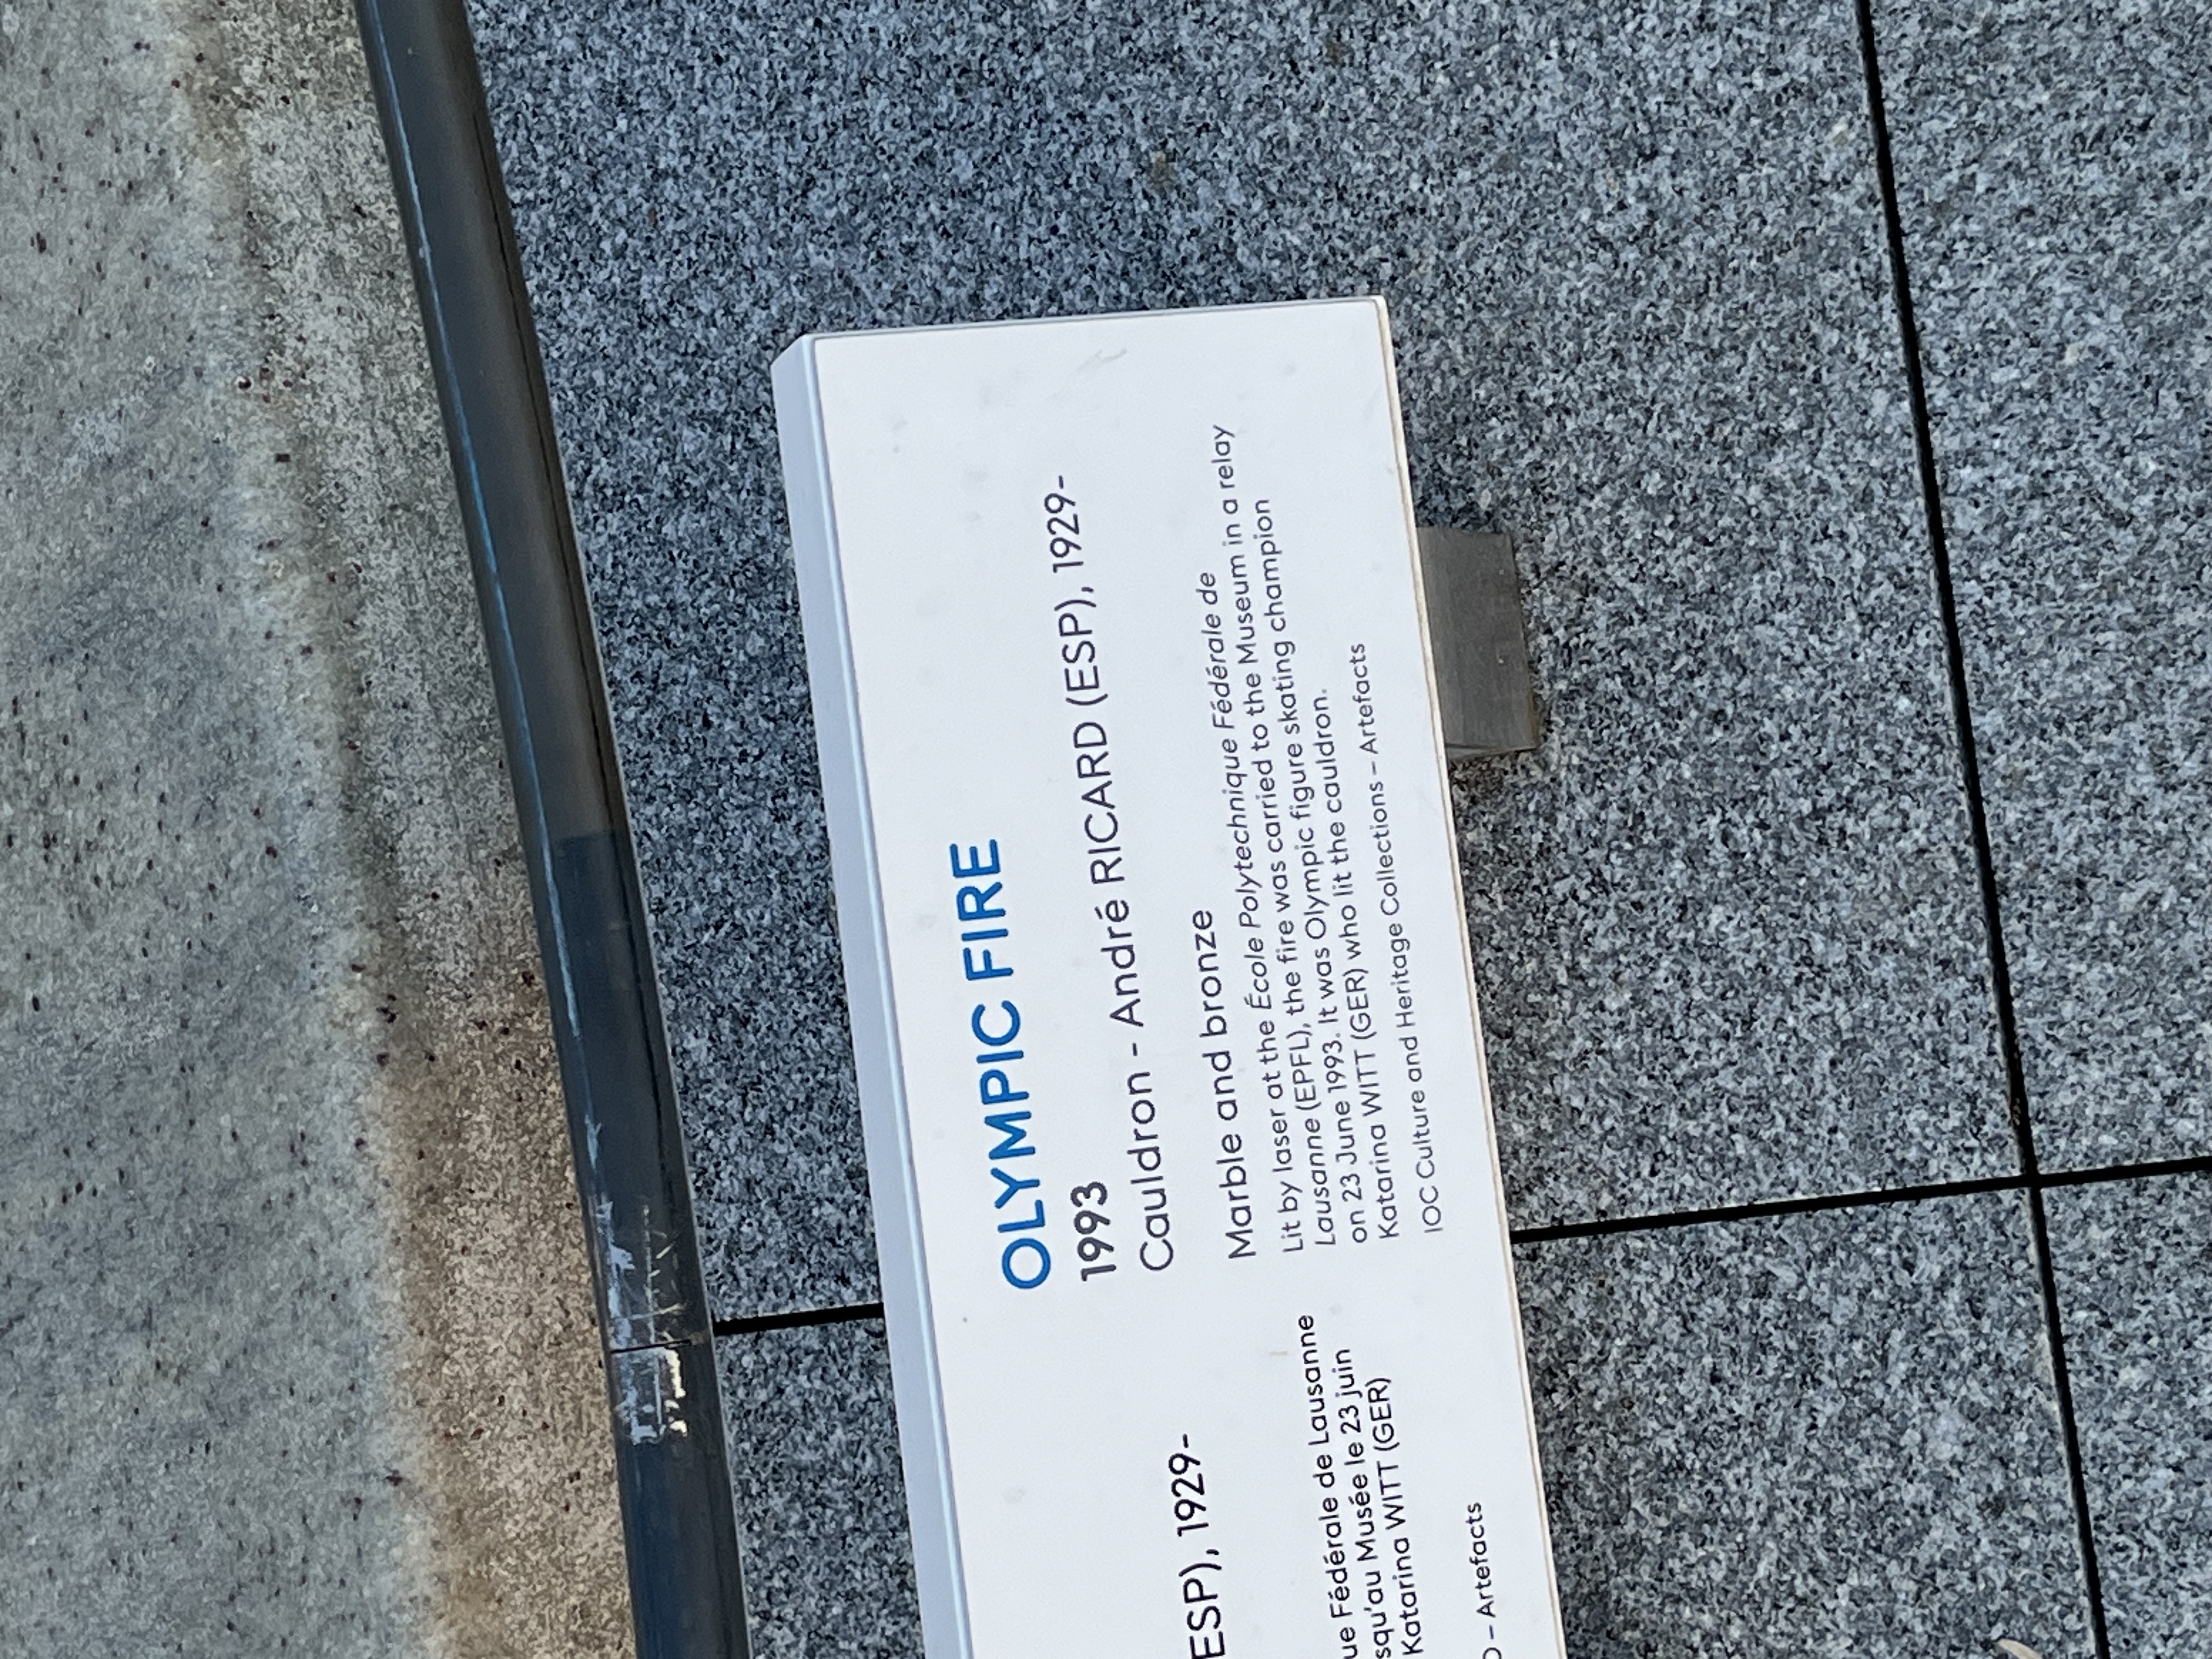 ESP), 1929-
ue Fédérale de Lausanne
squ'au Musée le 23 juin
Katarina WITT (GER)
– Artefacts
OLYMPIC FIRE
1993
Cauldron - André RICARD (ESP), 1929-
Marble and bronze
Lit by laser at the École Polytechnique Fédérale de
Lausanne (EPFL), the fire was carried to the Museum in a relay
on 23 June 1993. It was Olympic figure skating champion
Katarina WITT (GER) who lit the cauldron.
IOC Culture and Heritage Collections – Artefacts